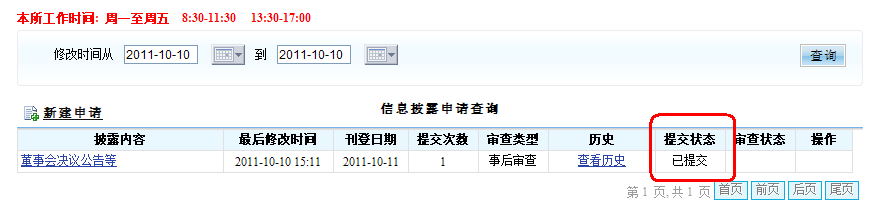 本所工作时间: 周一至周五 8:30-11:30 13:30-17:00
修改时间从 2011-10-10 到 2011-10-10 查询
新建申请 信息披露申请查询
披露内容 最后修改时间 刊登日期 提交次数 审查类型 历史 提交状态 审查状态 操作
董事会决议公告等 2011-10-10 15:11 2011-10-11 1 事后审查 查看历史 已提交
第 1 页, 共 1 页 首页 前页 后页 尾页